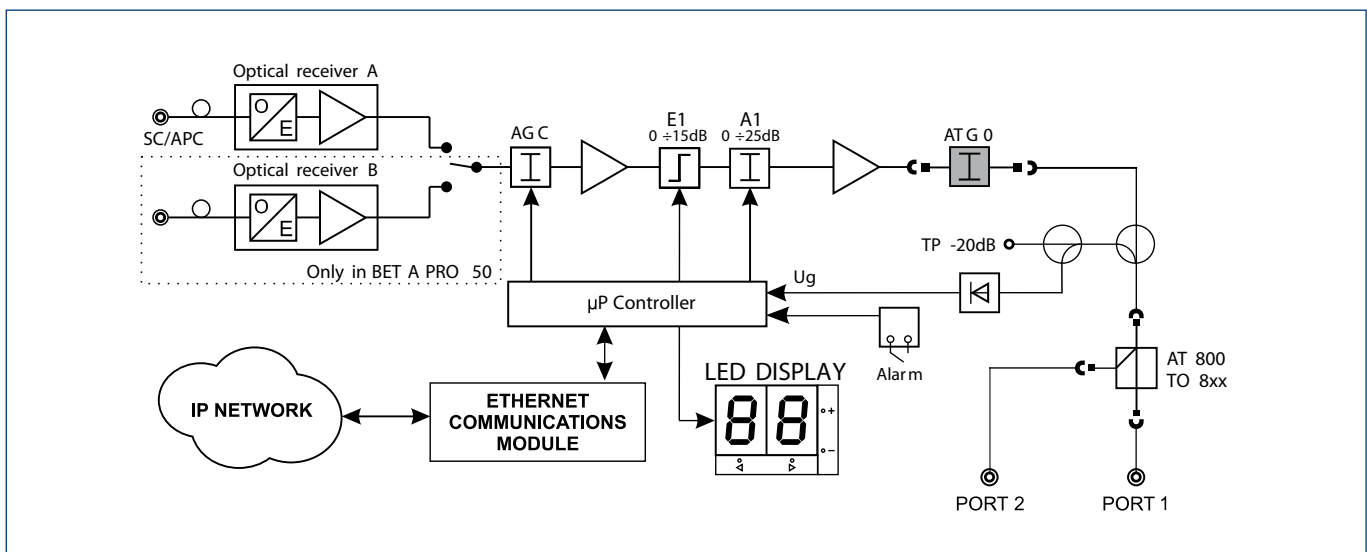 Optical receiver A
O
E
SC/APC
Optical receiver B
O
E
Only in BET A PRO 50
AG C
E1
0 ÷15dB
A1
0 ÷25dB
AT G 0
TP -20dB
Ug
µP Controller
Alarm
AT 800
TO 8xx
LED DISPLAY
88
+
-
IP NETWORK
ETHERNET
COMMUNICATIONS
MODULE
PORT 2
PORT 1